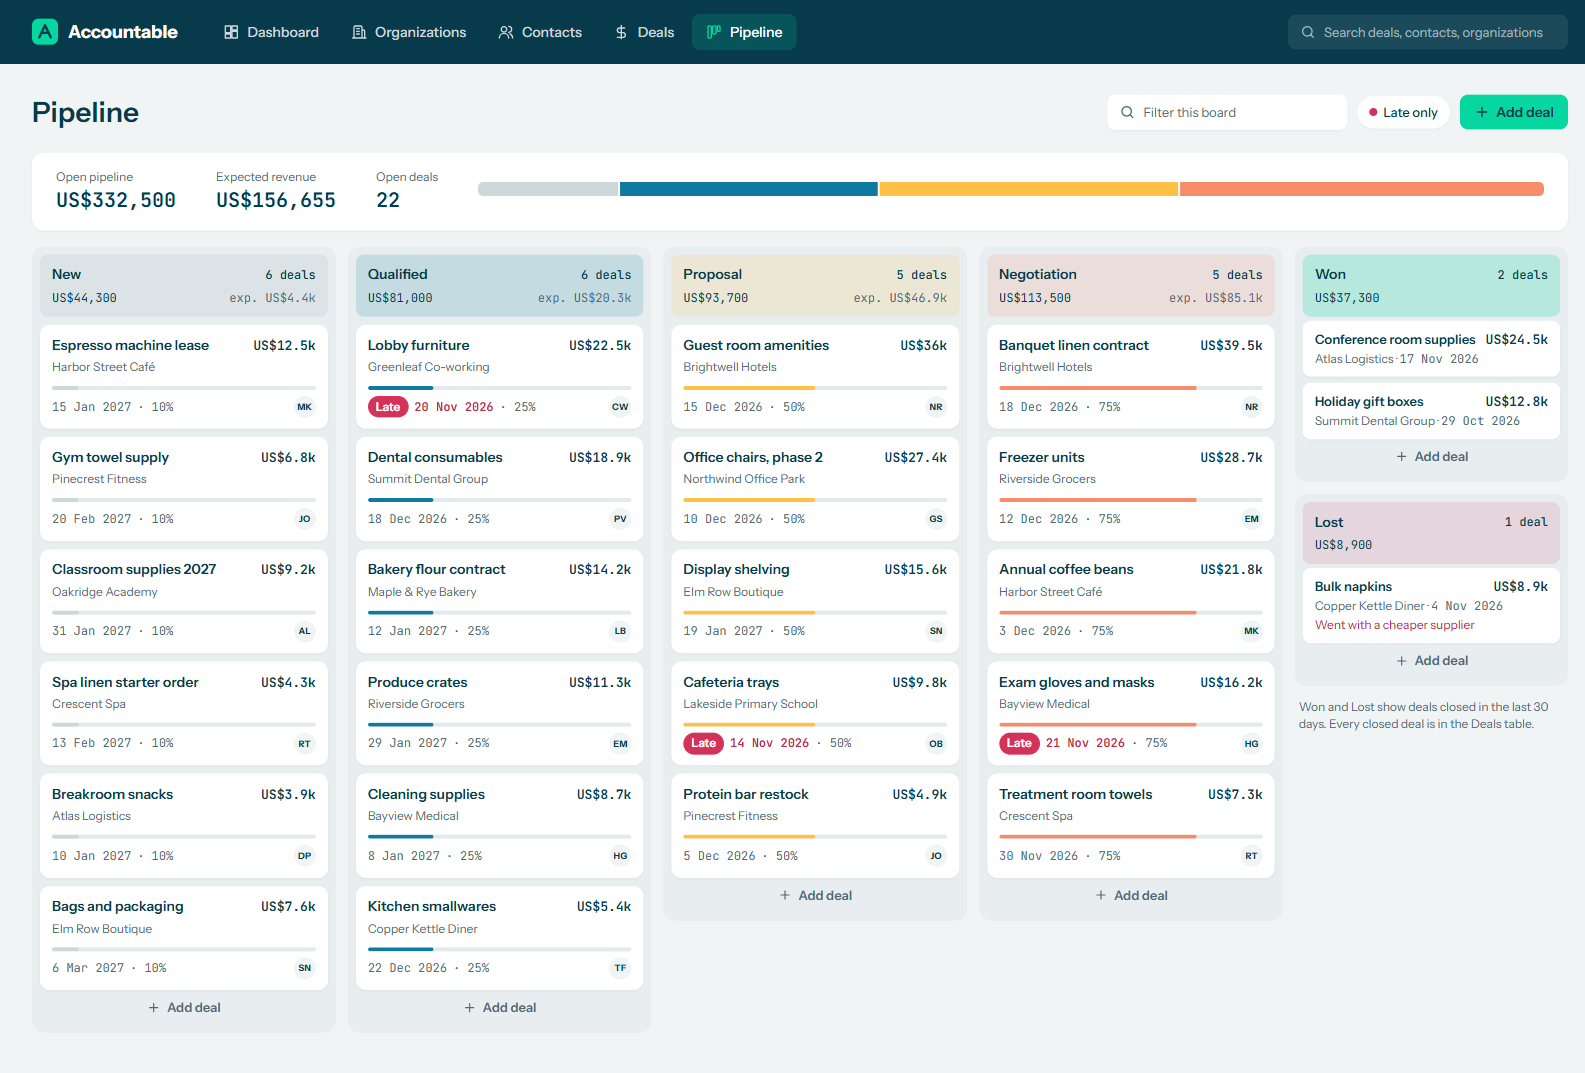 Accountable
Dashboard
Organizations
Contacts
Deals
Pipeline
Search deals, contacts, organizations
Pipeline
Filter this board
Late only
+ Add deal
Open pipeline
US$332,500
Expected revenue
US$156,655
Open deals
22
New 6 deals
US$44,300 exp. US$4.4k
Espresso machine lease US$12.5k
Harbor Street Café
15 Jan 2027 · 10% MK
Gym towel supply US$6.8k
Pinecrest Fitness
20 Feb 2027 · 10% JO
Classroom supplies 2027 US$9.2k
Oakridge Academy
31 Jan 2027 · 10% AL
Spa linen starter order US$4.3k
Crescent Spa
13 Feb 2027 · 10% RT
Breakroom snacks US$3.9k
Atlas Logistics
10 Jan 2027 · 10% DP
Bags and packaging US$7.6k
Elm Row Boutique
6 Mar 2027 · 10% SN
+ Add deal
Qualified 6 deals
US$81,000 exp. US$20.3k
Lobby furniture US$22.5k
Greenleaf Co-working
Late 20 Nov 2026 · 25% CW
Dental consumables US$18.9k
Summit Dental Group
18 Dec 2026 · 25% PV
Bakery flour contract US$14.2k
Maple & Rye Bakery
12 Jan 2027 · 25% LB
Produce crates US$11.3k
Riverside Grocers
29 Jan 2027 · 25% EM
Cleaning supplies US$8.7k
Bayview Medical
8 Jan 2027 · 25% HG
Kitchen smallwares US$5.4k
Copper Kettle Diner
22 Dec 2026 · 25% TF
+ Add deal
Proposal 5 deals
US$93,700 exp. US$46.9k
Guest room amenities US$36k
Brightwell Hotels
15 Dec 2026 · 50% NR
Office chairs, phase 2 US$27.4k
Northwind Office Park
10 Dec 2026 · 50% GS
Display shelving US$15.6k
Elm Row Boutique
19 Jan 2027 · 50% SN
Cafeteria trays US$9.8k
Lakeside Primary School
Late 14 Nov 2026 · 50% OB
Protein bar restock US$4.9k
Pinecrest Fitness
5 Dec 2026 · 50% JO
+ Add deal
Negotiation 5 deals
US$113,500 exp. US$85.1k
Banquet linen contract US$39.5k
Brightwell Hotels
18 Dec 2026 · 75% NR
Freezer units US$28.7k
Riverside Grocers
12 Dec 2026 · 75% EM
Annual coffee beans US$21.8k
Harbor Street Café
3 Dec 2026 · 75% MK
Exam gloves and masks US$16.2k
Bayview Medical
Late 21 Nov 2026 · 75% HG
Treatment room towels US$7.3k
Crescent Spa
30 Nov 2026 · 75% RT
+ Add deal
Won 2 deals
US$37,300
Conference room supplies US$24.5k
Atlas Logistics · 17 Nov 2026
Holiday gift boxes US$12.8k
Summit Dental Group · 29 Oct 2026
+ Add deal
Lost 1 deal
US$8,900
Bulk napkins US$8.9k
Copper Kettle Diner · 4 Nov 2026
Went with a cheaper supplier
+ Add deal
Won and Lost show deals closed in the last 30
days. Every closed deal is in the Deals table.